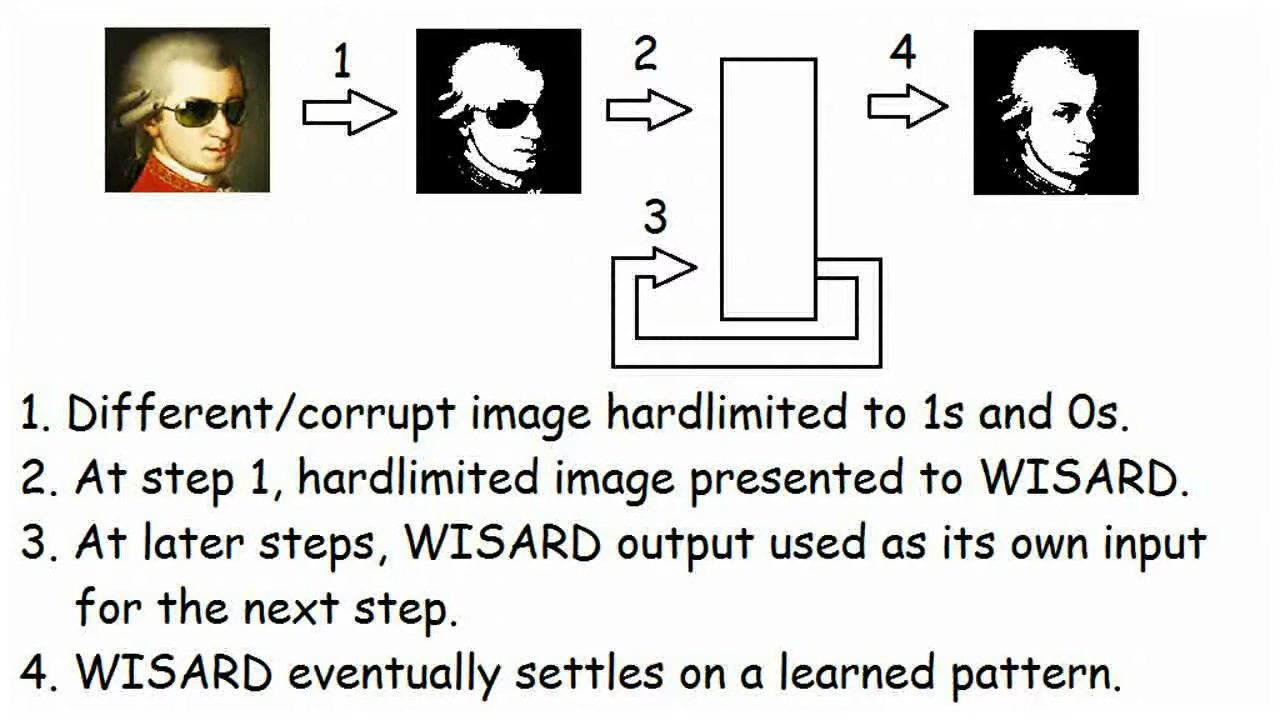 1
2
4
3
1. Different/corrupt image hardlimited to 1s and 0s.
2. At step 1, hardlimited image presented to WISARD.
3. At later steps, WISARD output used as its own input
for the next step.
4. WISARD eventually settles on a learned pattern.